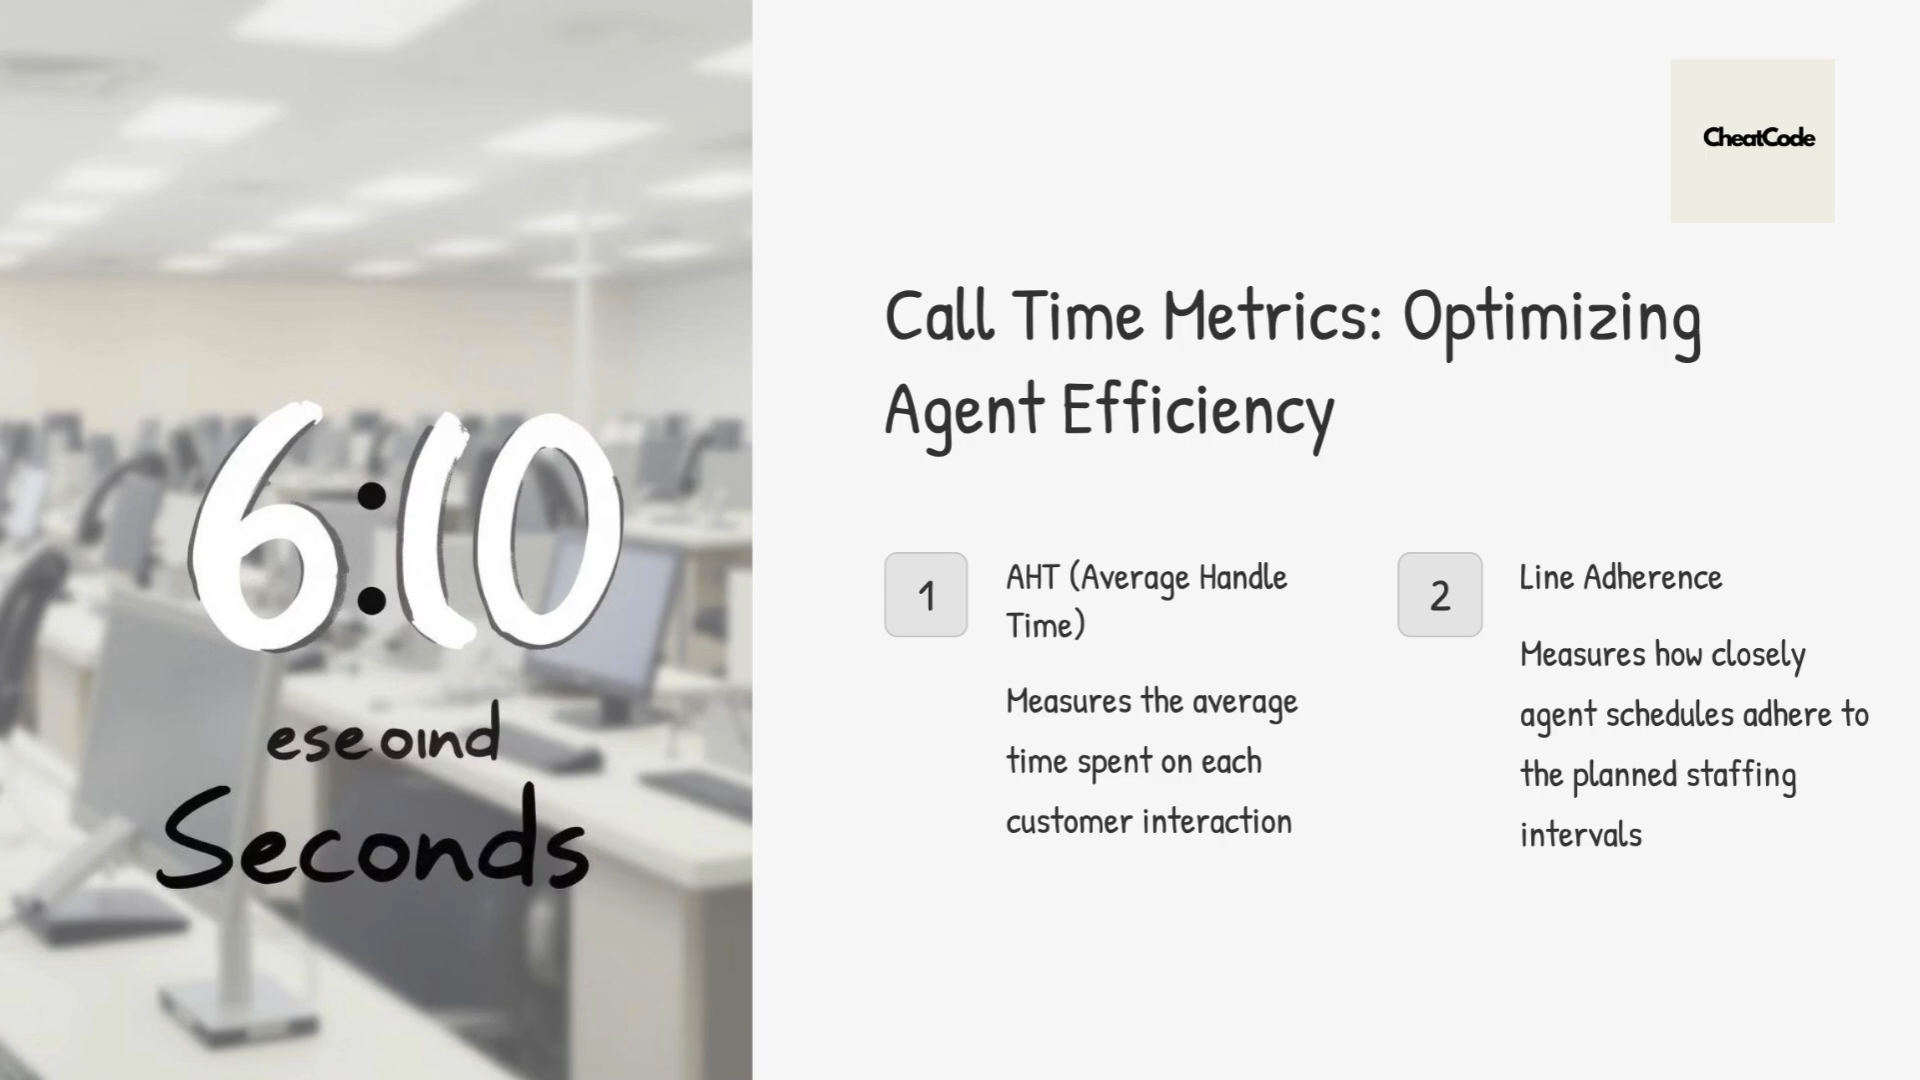 6:10
eseoind
Seconds
CheatCode
Call Time Metrics: Optimizing
Agent Efficiency
1
AHT (Average Handle
Time)
Measures the average
time spent on each
customer interaction
2
Line Adherence
Measures how closely
agent schedules adhere to
the planned staffing
intervals